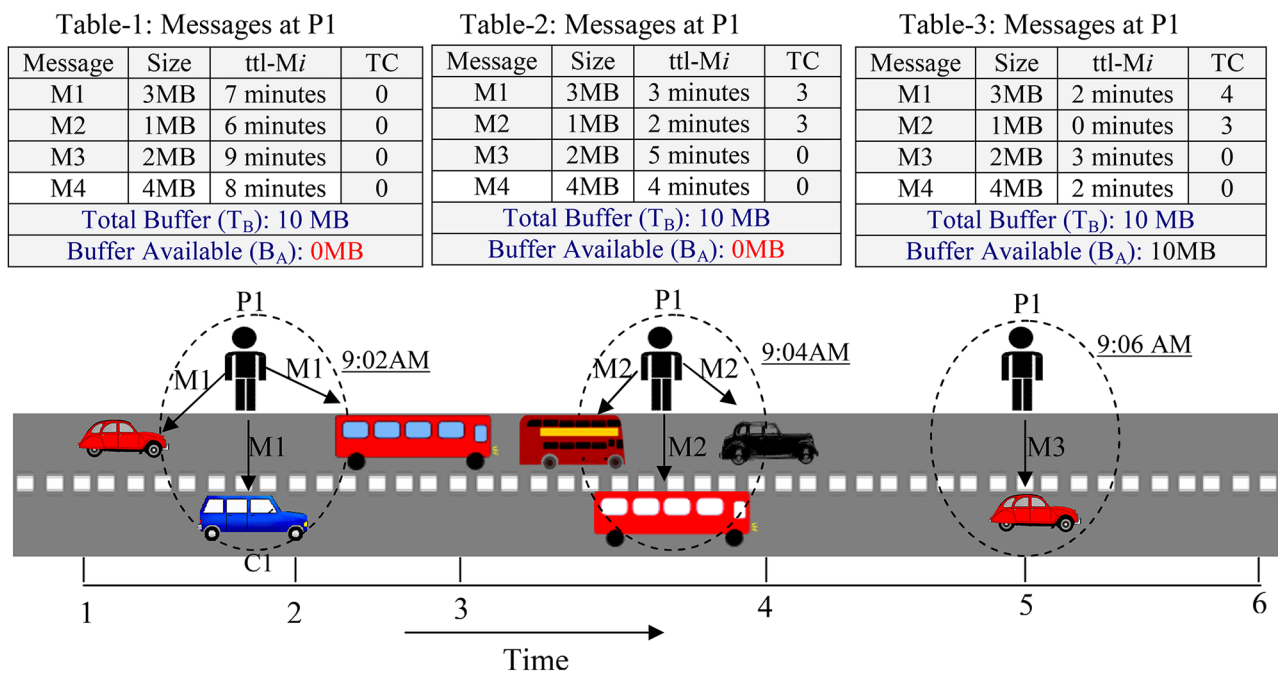 Table-1: Messages at P1
Message Size ttl-Mi TC
M1 3MB 7 minutes 0
M2 1MB 6 minutes 0
M3 2MB 9 minutes 0
M4 4MB 8 minutes 0
Total Buffer (TB): 10 MB
Buffer Available (BA): 0MB
Table-2: Messages at P1
Message Size ttl-Mi TC
M1 3MB 3 minutes 3
M2 1MB 2 minutes 3
M3 2MB 5 minutes 0
M4 4MB 4 minutes 0
Total Buffer (TB): 10 MB
Buffer Available (BA): 0MB
Table-3: Messages at P1
Message Size ttl-Mi TC
M1 3MB 2 minutes 4
M2 1MB 0 minutes 3
M3 2MB 3 minutes 0
M4 4MB 2 minutes 0
Total Buffer (TB): 10 MB
Buffer Available (BA): 10MB
P1
9:02AM
M1 M1
M1
C1
P1
9:04AM
M2 M2
M2
P1
9:06 AM
M3
1 2 3 4 5 6
Time